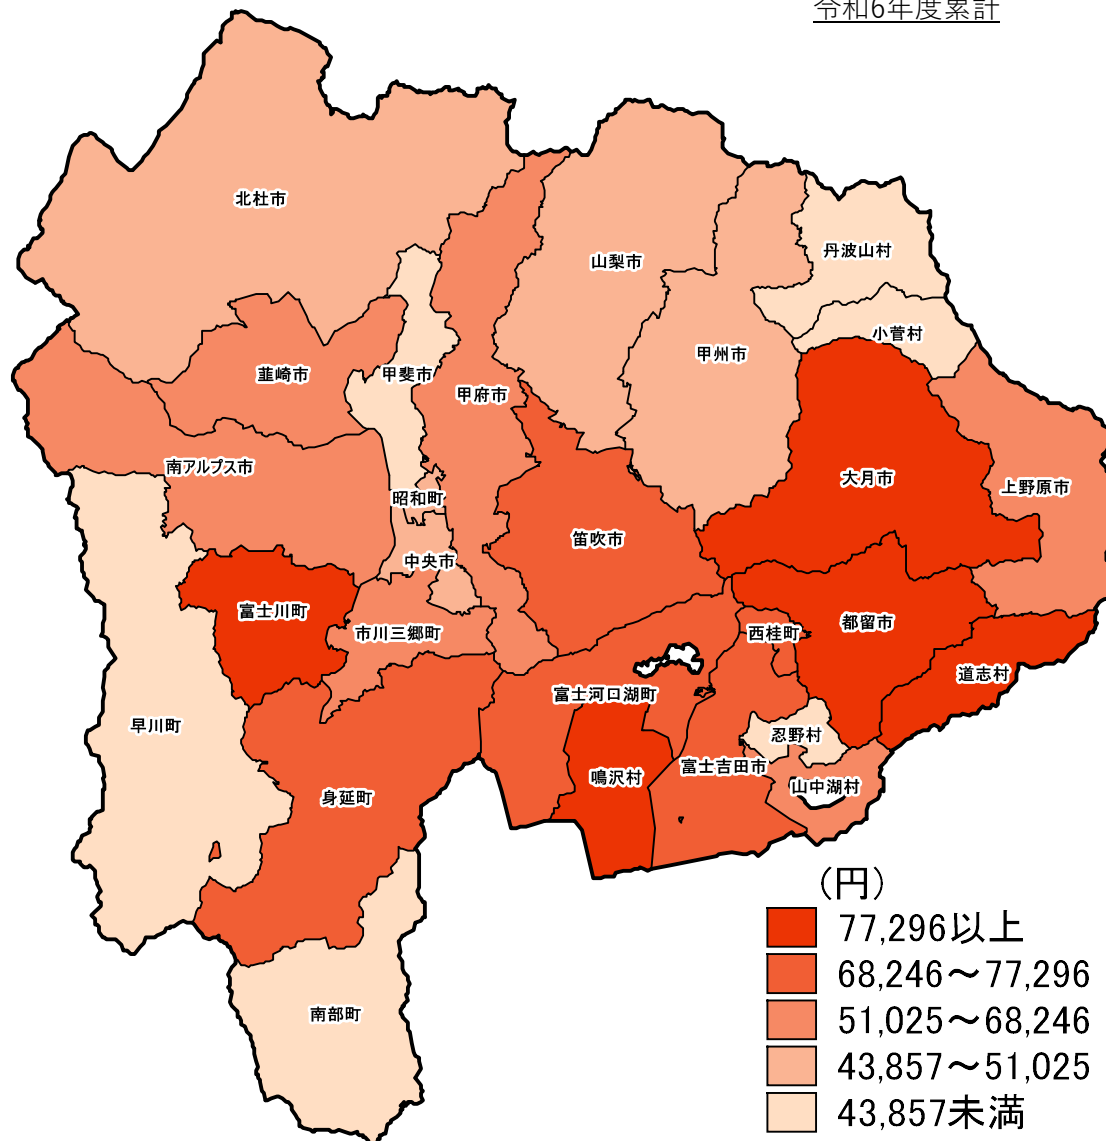 令和6年度累計
北杜市
丹波山村
山梨市
小菅村
甲州市
韮崎市
甲斐市
甲府市
南アルプス市
大月市
上野原市
昭和町
笛吹市
中央市
富士川町
市川三郷町
西桂町
都留市
道志村
富士河口湖町
早川町
忍野村
富士吉田市
鳴沢村
山中湖村
身延町
南部町
(円)
77,296以上
68,246～77,296
51,025～68,246
43,857～51,025
43,857未満